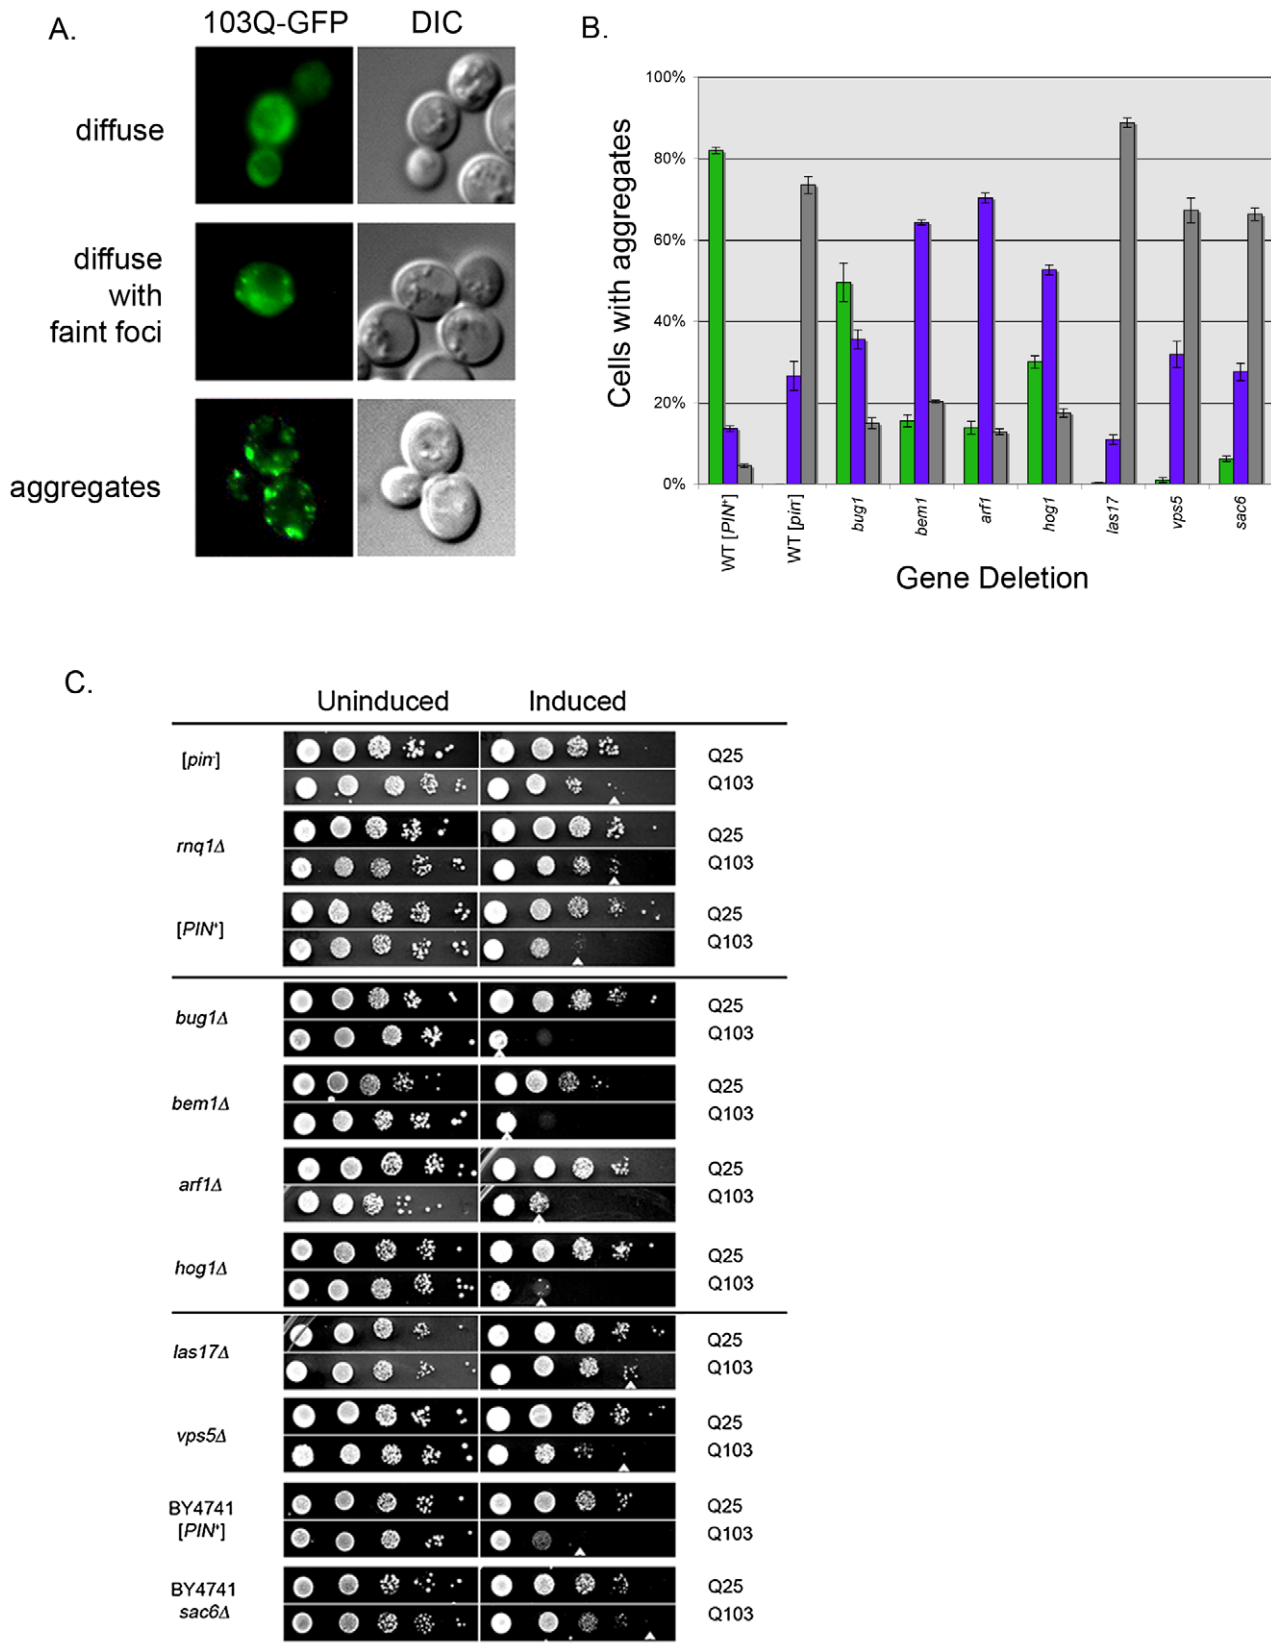 A.
103Q-GFP DIC
diffuse
diffuse
with
faint foci
aggregates
B.
Cells with aggregates
100%
80%
60%
40%
20%
0%
WT [PIN⁺]
WT [pin⁻]
bug1
bem1
arf1
hog1
las17
vps5
sac6
Gene Deletion
C.
Uninduced Induced
[pin⁻]
Q25
Q103
rnq1Δ
Q25
Q103
[PIN⁺]
Q25
Q103
bug1Δ
Q25
Q103
bem1Δ
Q25
Q103
arf1Δ
Q25
Q103
hog1Δ
Q25
Q103
las17Δ
Q25
Q103
vps5Δ
Q25
Q103
BY4741
[PIN⁺]
Q25
Q103
BY4741
sac6Δ
Q25
Q103